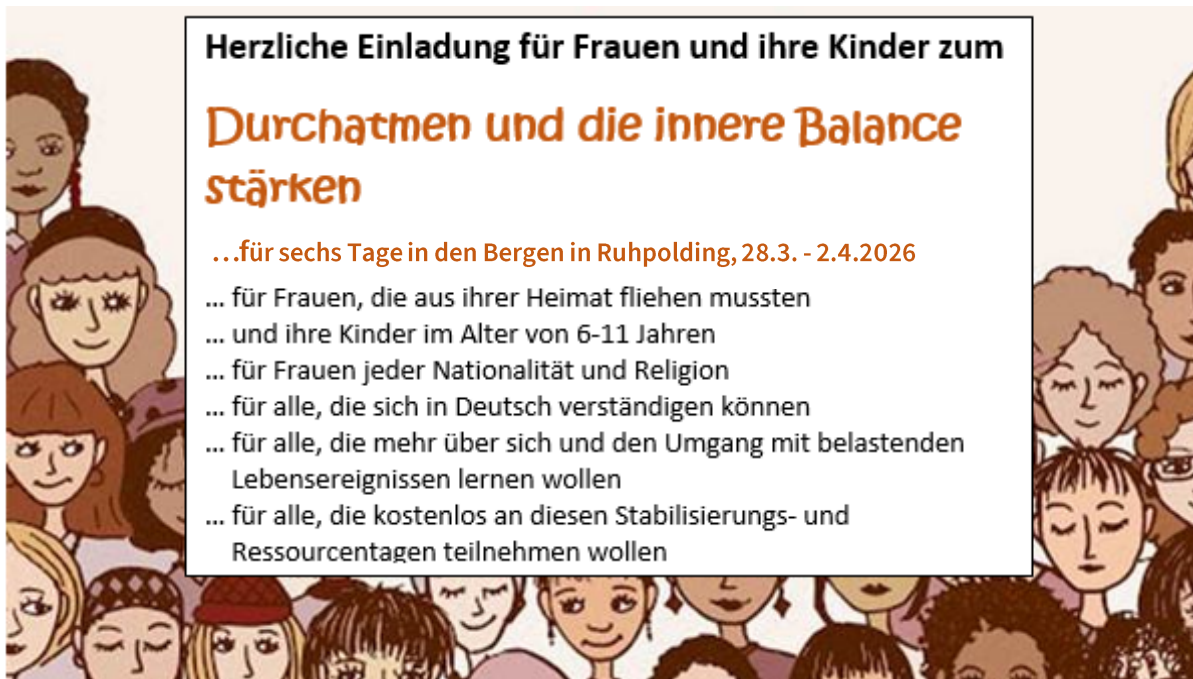 Herzliche Einladung für Frauen und ihre Kinder zum
Durchatmen und die innere Balance
stärken
...für sechs Tage in den Bergen in Ruhpolding, 28.3. - 2.4.2026
... für Frauen, die aus ihrer Heimat fliehen mussten
... und ihre Kinder im Alter von 6-11 Jahren
... für Frauen jeder Nationalität und Religion
... für alle, die sich in Deutsch verständigen können
... für alle, die mehr über sich und den Umgang mit belastenden
Lebensereignissen lernen wollen
... für alle, die kostenlos an diesen Stabilisierungs- und
Ressourcentagen teilnehmen wollen